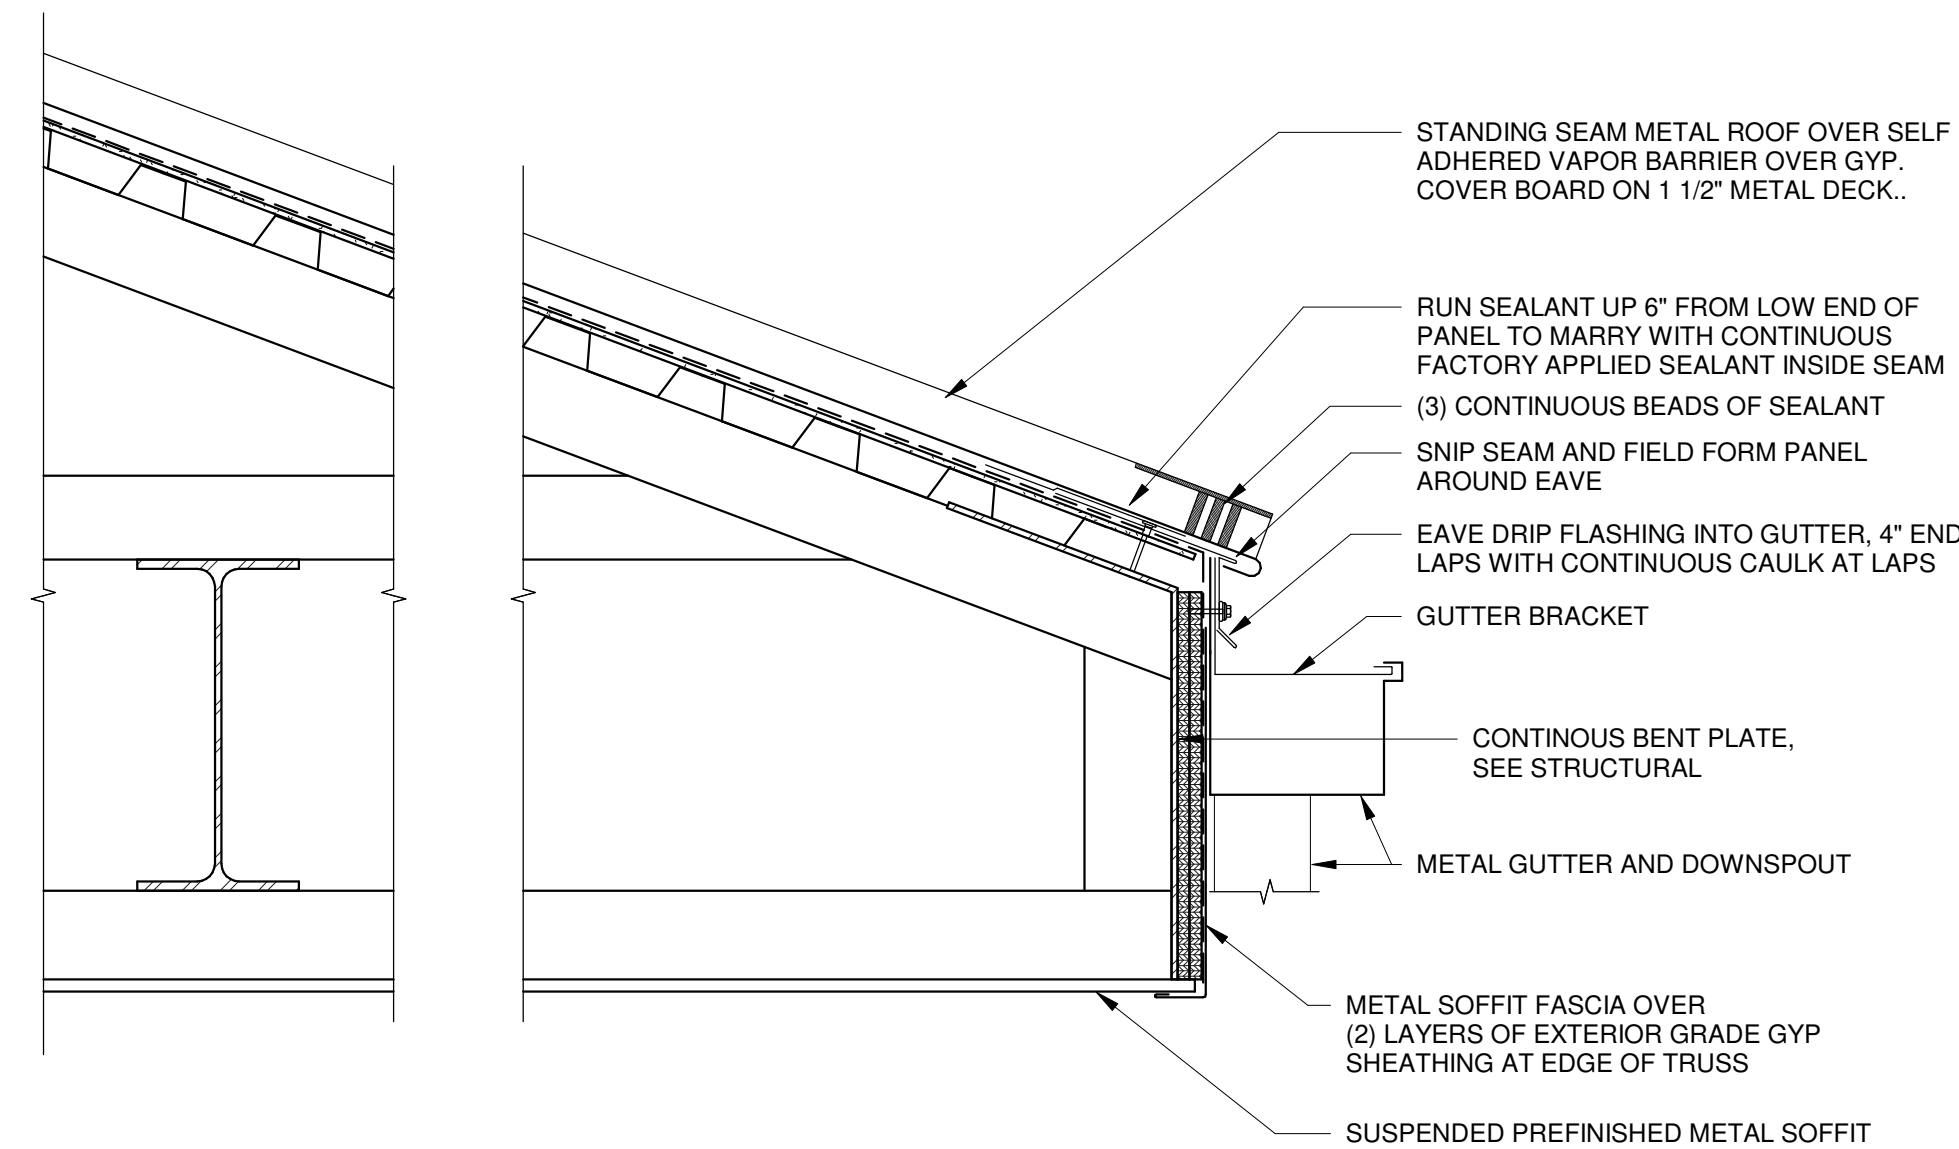 STANDING SEAM METAL ROOF OVER SELF
ADHERED VAPOR BARRIER OVER GYP.
COVER BOARD ON 1 1/2" METAL DECK..
RUN SEALANT UP 6" FROM LOW END OF
PANEL TO MARRY WITH CONTINUOUS
FACTORY APPLIED SEALANT INSIDE SEAM
(3) CONTINUOUS BEADS OF SEALANT
SNIP SEAM AND FIELD FORM PANEL
AROUND EAVE
EAVE DRIP FLASHING INTO GUTTER, 4" END
LAPS WITH CONTINUOUS CAULK AT LAPS
GUTTER BRACKET
CONTINOUS BENT PLATE,
SEE STRUCTURAL
METAL GUTTER AND DOWNSPOUT
METAL SOFFIT FASCIA OVER
(2) LAYERS OF EXTERIOR GRADE GYP
SHEATHING AT EDGE OF TRUSS
SUSPENDED PREFINISHED METAL SOFFIT